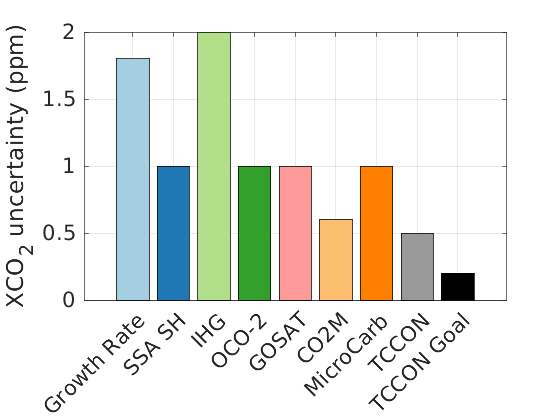 XCO2 uncertainty (ppm)
2
1.5
1
0.5
0
Growth Rate
SSA SH
IHG
OCO-2
GOSAT
CO2M
MicroCarb
TCCON
TCCON Goal